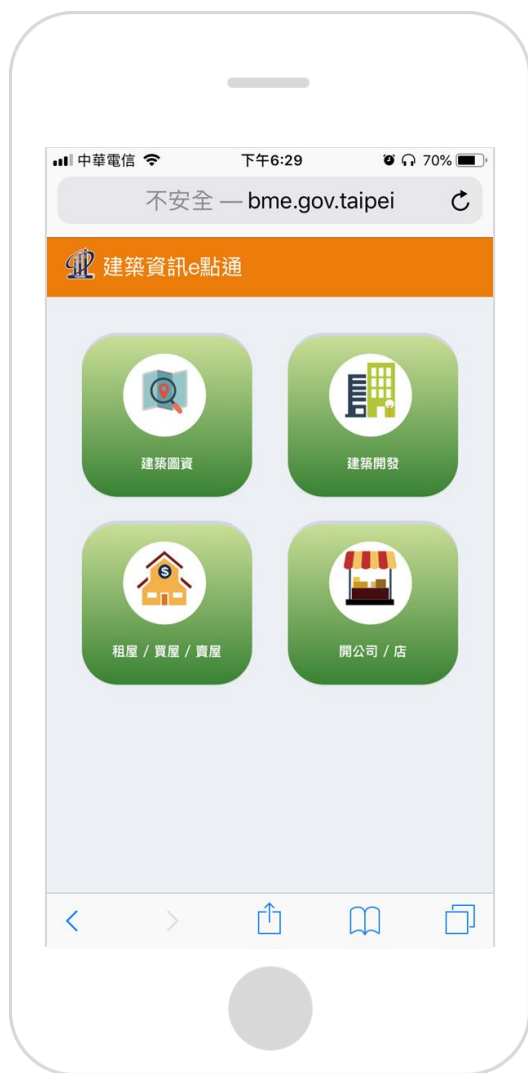 中華電信 下午6:29 70%
不安全 — bme.gov.taipei
建築資訊e點通
建築圖資 建築開發
$
租屋 / 買屋 / 賣屋 開公司 / 店